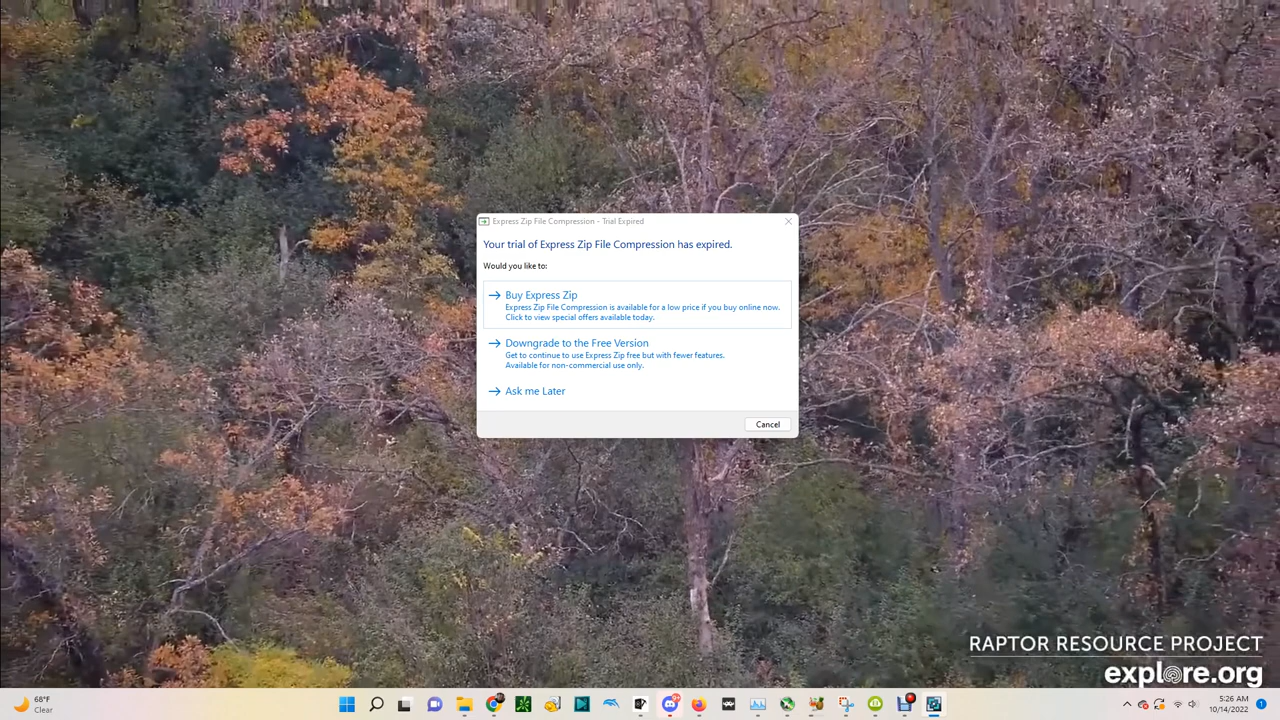 Express Zip File Compression - Trial Expired
Your trial of Express Zip File Compression has expired.
Would you like to:
Buy Express Zip
Express Zip File Compression is available for a low price if you buy online now.
Click to view special offers available today.
Downgrade to the Free Version
Get to continue to use Express Zip free but with fewer features.
Available for non-commercial use only.
Ask me Later
Cancel
RAPTOR RESOURCE PROJECT
explore.org
68°F
Clear
9+
5:26 AM
10/14/2022
1